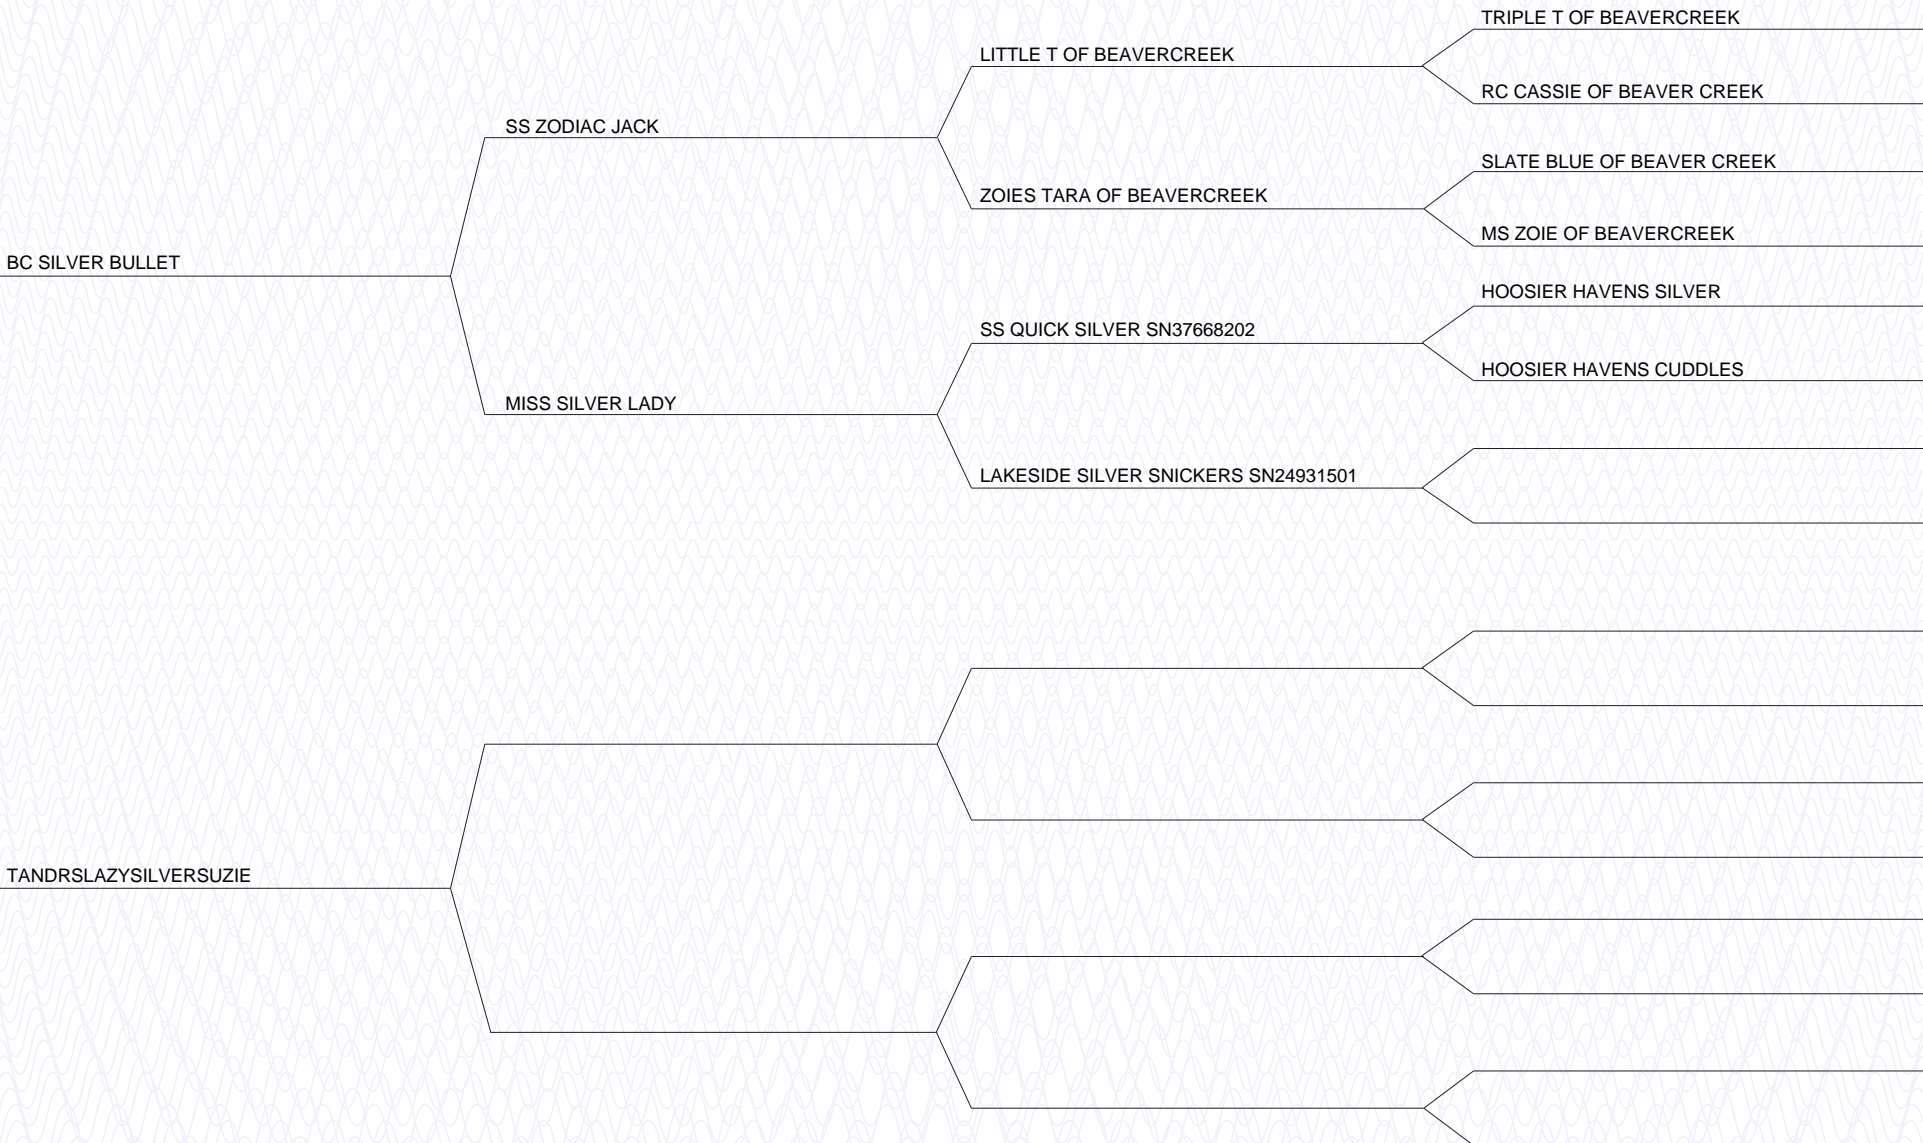 TRIPLE T OF BEAVERCREEK
LITTLE T OF BEAVERCREEK
RC CASSIE OF BEAVER CREEK
SS ZODIAC JACK
SLATE BLUE OF BEAVER CREEK
ZOIES TARA OF BEAVERCREEK
MS ZOIE OF BEAVERCREEK
BC SILVER BULLET
HOOSIER HAVENS SILVER
SS QUICK SILVER SN37668202
HOOSIER HAVENS CUDDLES
MISS SILVER LADY
LAKESIDE SILVER SNICKERS SN24931501
TANDRSLAZYSILVERSUZIE